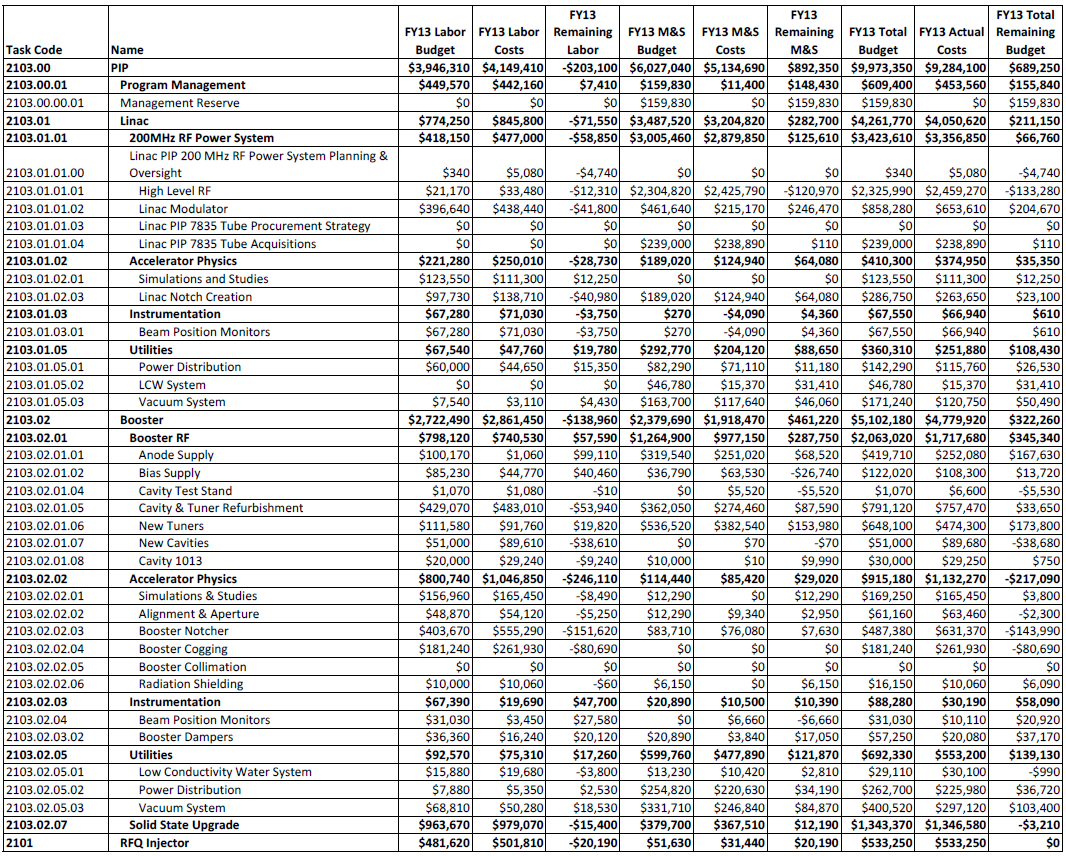 FY13 FY13 FY13 Total
FY13 Labor FY13 Labor Remaining FY13 M&S FY13 M&S Remaining FY13 Total FY13 Actual Remaining
Task Code Name Budget Costs Labor Budget Costs M&S Budget Costs Budget
2103.00 PIP $3,946,310 $4,149,410 -$203,100 $6,027,040 $5,134,690 $892,350 $9,973,350 $9,284,100 $689,250
2103.00.01 Program Management $449,570 $442,160 $7,410 $159,830 $11,400 $148,430 $609,400 $453,560 $155,840
2103.00.00.01 Management Reserve $0 $0 $0 $159,830 $0 $159,830 $159,830 $0 $159,830
2103.01 Linac $774,250 $845,800 -$71,550 $3,487,520 $3,204,820 $282,700 $4,261,770 $4,050,620 $211,150
2103.01.01 200MHz RF Power System $418,150 $477,000 -$58,850 $3,005,460 $2,879,850 $125,610 $3,423,610 $3,356,850 $66,760
Linac PIP 200 MHz RF Power System Planning &
2103.01.01.00 Oversight $340 $5,080 -$4,740 $0 $0 $0 $340 $5,080 -$4,740
2103.01.01.01 High Level RF $21,170 $33,480 -$12,310 $2,304,820 $2,425,790 -$120,970 $2,325,990 $2,459,270 -$133,280
2103.01.01.02 Linac Modulator $396,640 $438,440 -$41,800 $461,640 $215,170 $246,470 $858,280 $653,610 $204,670
2103.01.01.03 Linac PIP 7835 Tube Procurement Strategy $0 $0 $0 $0 $0 $0 $0 $0 $0
2103.01.01.04 Linac PIP 7835 Tube Acquisitions $0 $0 $0 $239,000 $238,890 $110 $239,000 $238,890 $110
2103.01.02 Accelerator Physics $221,280 $250,010 -$28,730 $189,020 $124,940 $64,080 $410,300 $374,950 $35,350
2103.01.02.01 Simulations and Studies $123,550 $111,300 $12,250 $0 $0 $0 $123,550 $111,300 $12,250
2103.01.02.03 Linac Notch Creation $97,730 $138,710 -$40,980 $189,020 $124,940 $64,080 $286,750 $263,650 $23,100
2103.01.03 Instrumentation $67,280 $71,030 -$3,750 $270 -$4,090 $4,360 $67,550 $66,940 $610
2103.01.03.01 Beam Position Monitors $67,280 $71,030 -$3,750 $270 -$4,090 $4,360 $67,550 $66,940 $610
2103.01.05 Utilities $67,540 $47,760 $19,780 $292,770 $204,120 $88,650 $360,310 $251,880 $108,430
2103.01.05.01 Power Distribution $60,000 $44,650 $15,350 $82,290 $71,110 $11,180 $142,290 $115,760 $26,530
2103.01.05.02 LCW System $0 $0 $0 $46,780 $15,370 $31,410 $46,780 $15,370 $31,410
2103.01.05.03 Vacuum System $7,540 $3,110 $4,430 $163,700 $117,640 $46,060 $171,240 $120,750 $50,490
2103.02 Booster $2,722,490 $2,861,450 -$138,960 $2,379,690 $1,918,470 $461,220 $5,102,180 $4,779,920 $322,260
2103.02.01 Booster RF $798,120 $740,530 $57,590 $1,264,900 $977,150 $287,750 $2,063,020 $1,717,680 $345,340
2103.02.01.01 Anode Supply $100,170 $1,060 $99,110 $319,540 $251,020 $68,520 $419,710 $252,080 $167,630
2103.02.01.02 Bias Supply $85,230 $44,770 $40,460 $36,790 $63,530 -$26,740 $122,020 $108,300 $13,720
2103.02.01.04 Cavity Test Stand $1,070 $1,080 -$10 $0 $5,520 -$5,520 $1,070 $6,600 -$5,530
2103.02.01.05 Cavity & Tuner Refurbishment $429,070 $483,010 -$53,940 $362,050 $274,460 $87,590 $791,120 $757,470 $33,650
2103.02.01.06 New Tuners $111,580 $91,760 $19,820 $536,520 $382,540 $153,980 $648,100 $474,300 $173,800
2103.02.01.07 New Cavities $51,000 $89,610 -$38,610 $0 $70 -$70 $51,000 $89,680 -$38,680
2103.02.01.08 Cavity 1013 $20,000 $29,240 -$9,240 $10,000 $10 $9,990 $30,000 $29,250 $750
2103.02.02 Accelerator Physics $800,740 $1,046,850 -$246,110 $114,440 $85,420 $29,020 $915,180 $1,132,270 -$217,090
2103.02.02.01 Simulations & Studies $156,960 $165,450 -$8,490 $12,290 $0 $12,290 $169,250 $165,450 $3,800
2103.02.02.02 Alignment & Aperture $48,870 $54,120 -$5,250 $12,290 $9,340 $2,950 $61,160 $63,460 -$2,300
2103.02.02.03 Booster Notcher $403,670 $555,290 -$151,620 $83,710 $76,080 $7,630 $487,380 $631,370 -$143,990
2103.02.02.04 Booster Cogging $181,240 $261,930 -$80,690 $0 $0 $0 $181,240 $261,930 -$80,690
2103.02.02.05 Booster Collimation $0 $0 $0 $0 $0 $0 $0 $0 $0
2103.02.02.06 Radiation Shielding $10,000 $10,060 -$60 $6,150 $0 $6,150 $16,150 $10,060 $6,090
2103.02.03 Instrumentation $67,390 $19,690 $47,700 $20,890 $10,500 $10,390 $88,280 $30,190 $58,090
2103.02.04 Beam Position Monitors $31,030 $3,450 $27,580 $0 $6,660 -$6,660 $31,030 $10,110 $20,920
2103.02.03.02 Booster Dampers $36,360 $16,240 $20,120 $20,890 $3,840 $17,050 $57,250 $20,080 $37,170
2103.02.05 Utilities $92,570 $75,310 $17,260 $599,760 $477,890 $121,870 $692,330 $553,200 $139,130
2103.02.05.01 Low Conductivity Water System $15,880 $19,680 -$3,800 $13,230 $10,420 $2,810 $29,110 $30,100 -$990
2103.02.05.02 Power Distribution $7,880 $5,350 $2,530 $254,820 $220,630 $34,190 $262,700 $225,980 $36,720
2103.02.05.03 Vacuum System $68,810 $50,280 $18,530 $331,710 $246,840 $84,870 $400,520 $297,120 $103,400
2103.02.07 Solid State Upgrade $963,670 $979,070 -$15,400 $379,700 $367,510 $12,190 $1,343,370 $1,346,580 -$3,210
2101 RFQ Injector $481,620 $501,810 -$20,190 $51,630 $31,440 $20,190 $533,250 $533,250 $0